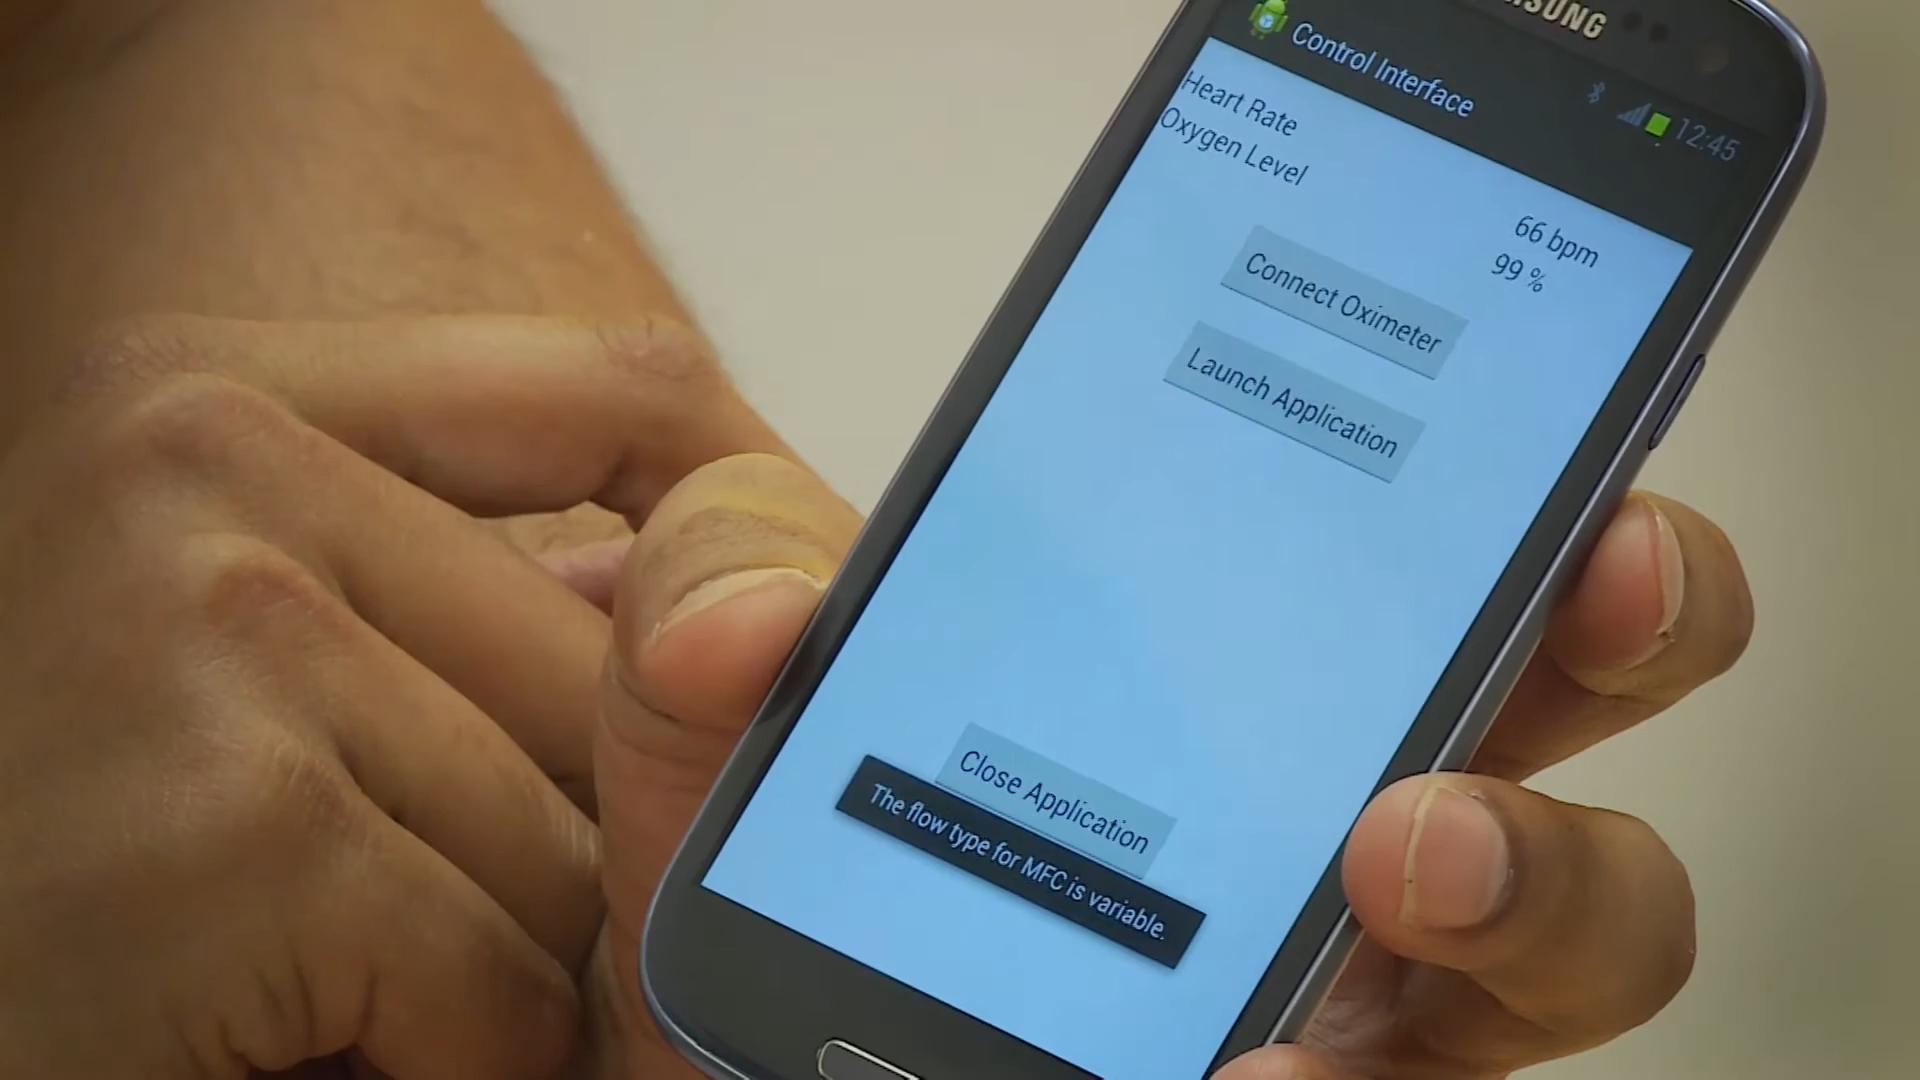 SAMSUNG
Control Interface
12:45
Heart Rate
66 bpm
Oxygen Level
99 %
Connect Oximeter
Launch Application
Close Application
The flow type for MFC is variable.